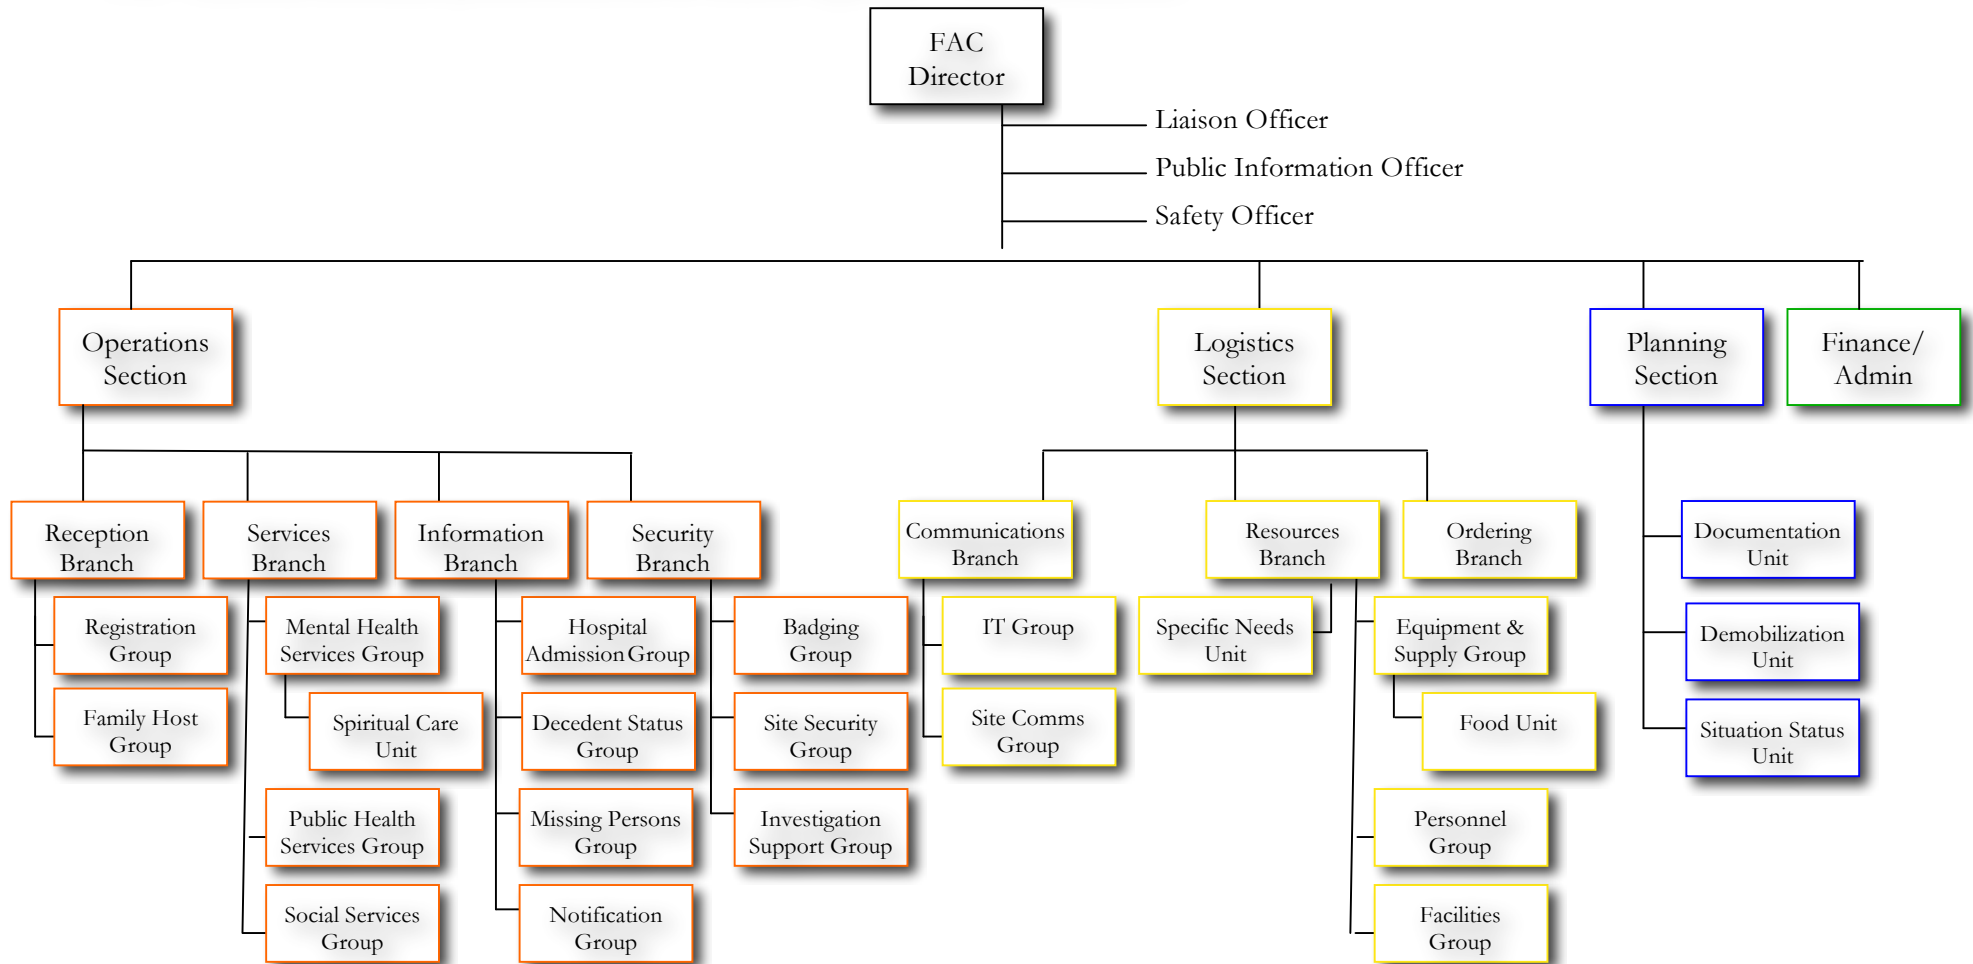 FAC
Director
Liaison Officer
Public Information Officer
Safety Officer
Operations
Section
Logistics
Section
Planning
Section
Finance/
Admin
Reception
Branch
Services
Branch
Information
Branch
Security
Branch
Communications
Branch
Resources
Branch
Ordering
Branch
Documentation
Unit
Registration
Group
Mental Health
Services Group
Hospital
Admission Group
Badging
Group
IT Group
Specific Needs
Unit
Equipment &
Supply Group
Demobilization
Unit
Family Host
Group
Spiritual Care
Unit
Decedent Status
Group
Site Security
Group
Site Comms
Group
Food Unit
Situation Status
Unit
Public Health
Services Group
Missing Persons
Group
Investigation
Support Group
Personnel
Group
Social Services
Group
Notification
Group
Facilities
Group